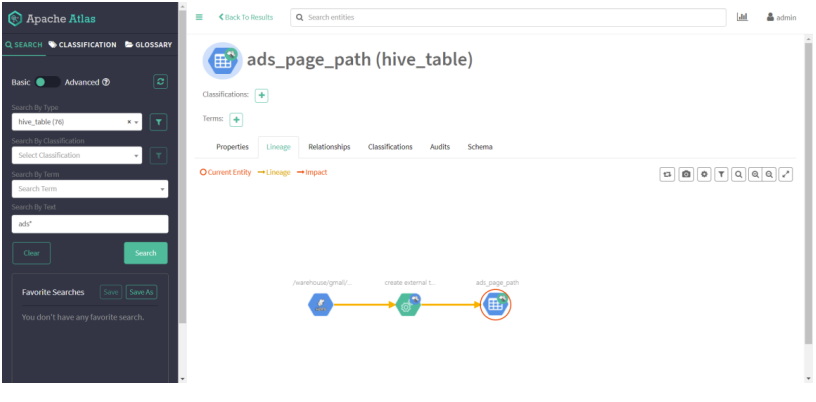 Apache Atlas
Back To Results
Search entities
admin
SEARCH CLASSIFICATION GLOSSARY
ads_page_path (hive_table)
Basic Advanced
Classifications:
Search By Type
hive_table (76)
Terms:
Search By Classification
Select Classification
Properties Lineage Relationships Classifications Audits Schema
Search By Term
Search Term
Current Entity Lineage Impact
Search By Text
ads*
Clear Search
Favorite Searches Save Save As
You don't have any favorite search.
/warehouse/gmall/... create external t... ads_page_path